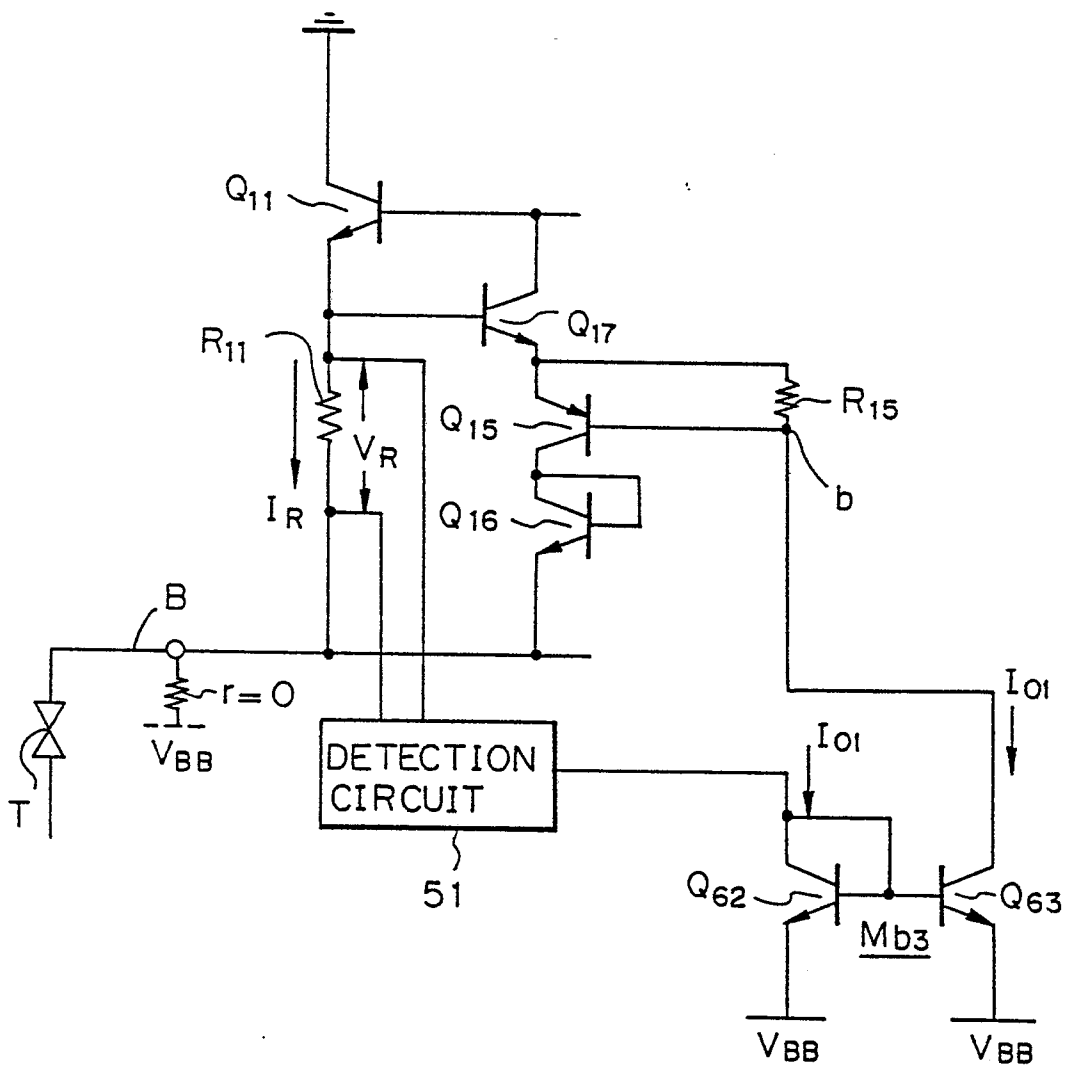 Q11
Q17
R11
R15
Q15
VR
b
IR
Q16
B
r=0
VBB
I01
I01
T
DETECTION
CIRCUIT
51
Q62
Q63
Mb3
VBB
VBB